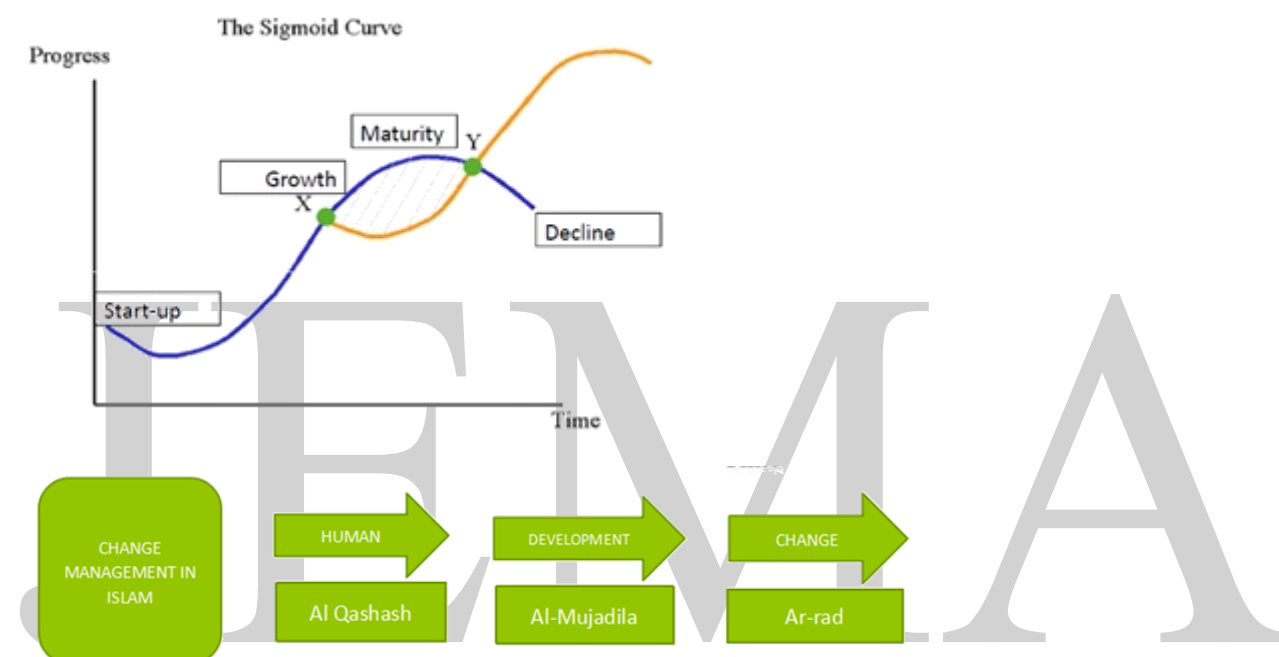 The Sigmoid Curve
Progress
Maturity
Y
Growth
X
Decline
Start-up
Time
JEMA
CHANGE
MANAGEMENT IN
ISLAM
HUMAN
DEVELOPMENT
CHANGE
Al Qashash
Al-Mujadila
Ar-rad